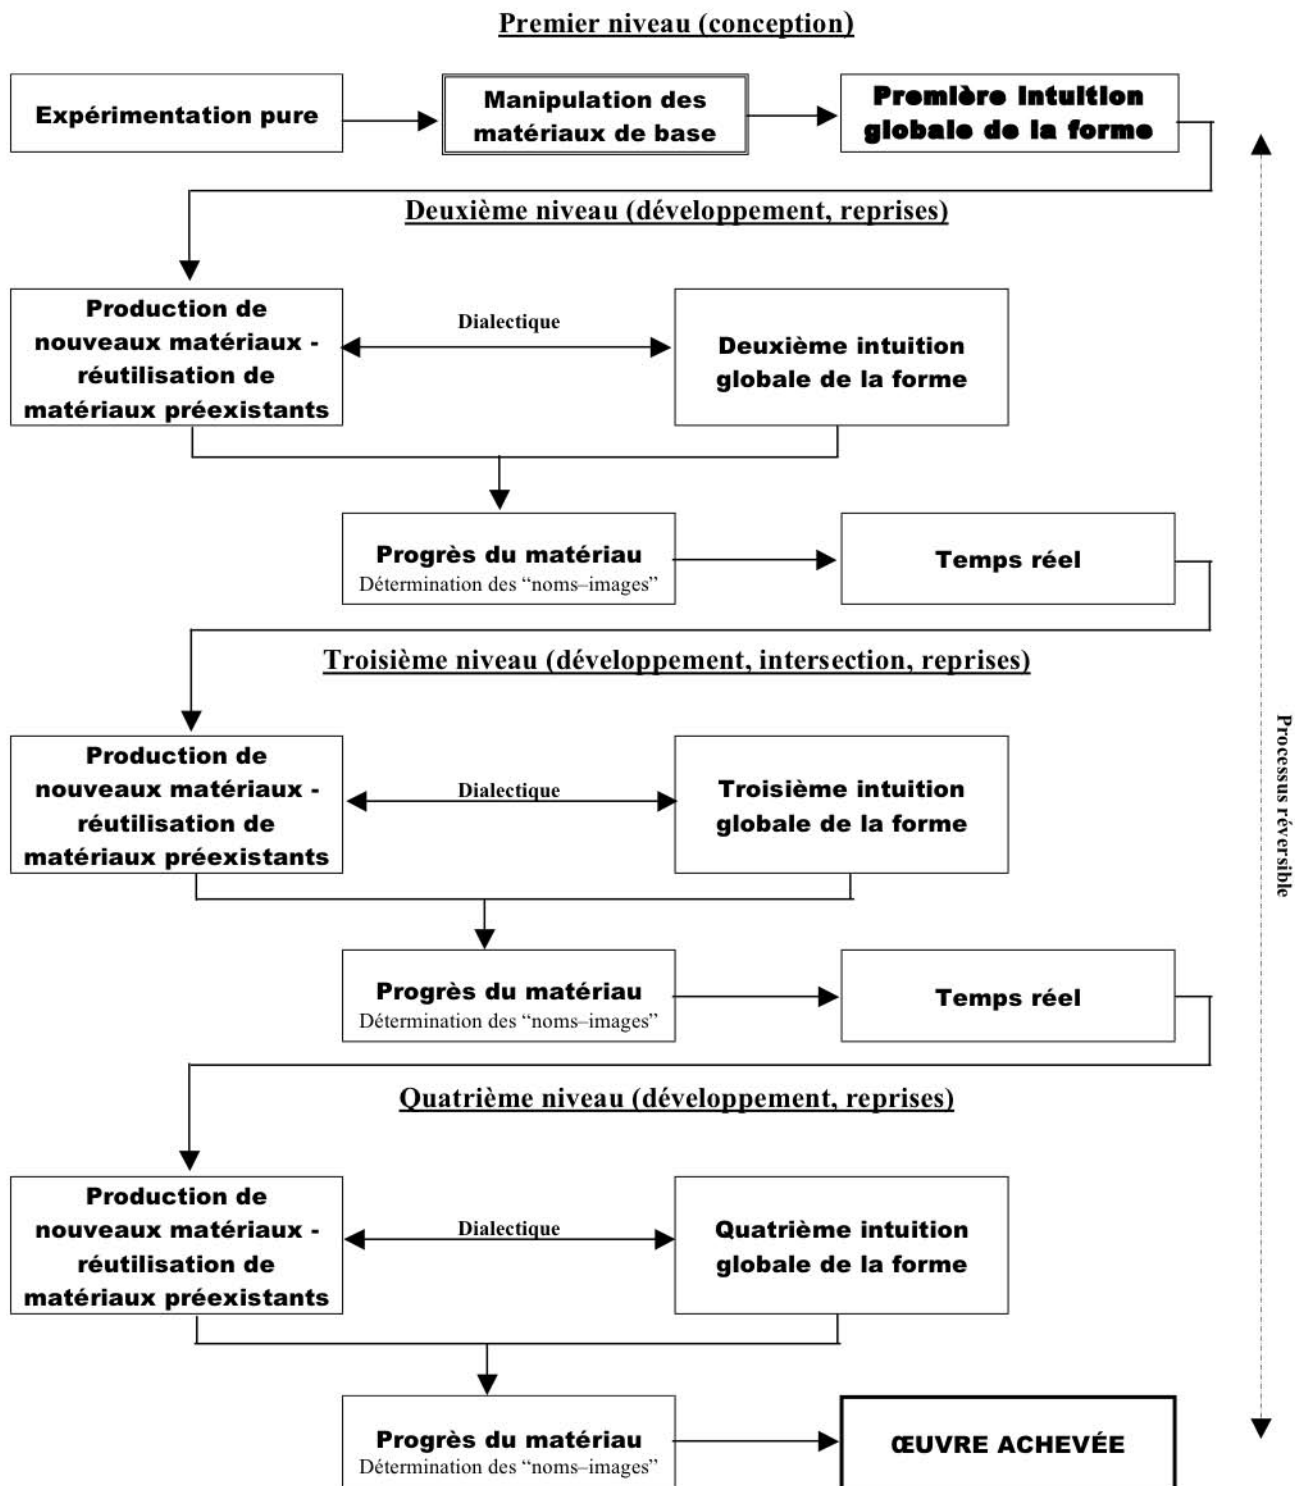 Premier niveau (conception)
Expérimentation pure
Manipulation des
matériaux de base
Première intuition
globale de la forme
Deuxième niveau (développement, reprises)
Production de
nouveaux matériaux -
réutilisation de
matériaux préexistants
Dialectique
Deuxième intuition
globale de la forme
Progrès du matériau
Détermination des “noms–images”
Temps réel
Troisième niveau (développement, intersection, reprises)
Production de
nouveaux matériaux -
réutilisation de
matériaux préexistants
Dialectique
Troisième intuition
globale de la forme
Processus réversible
Progrès du matériau
Détermination des “noms–images”
Temps réel
Quatrième niveau (développement, reprises)
Production de
nouveaux matériaux -
réutilisation de
matériaux préexistants
Dialectique
Quatrième intuition
globale de la forme
Progrès du matériau
Détermination des “noms–images”
ŒUVRE ACHEVÉE